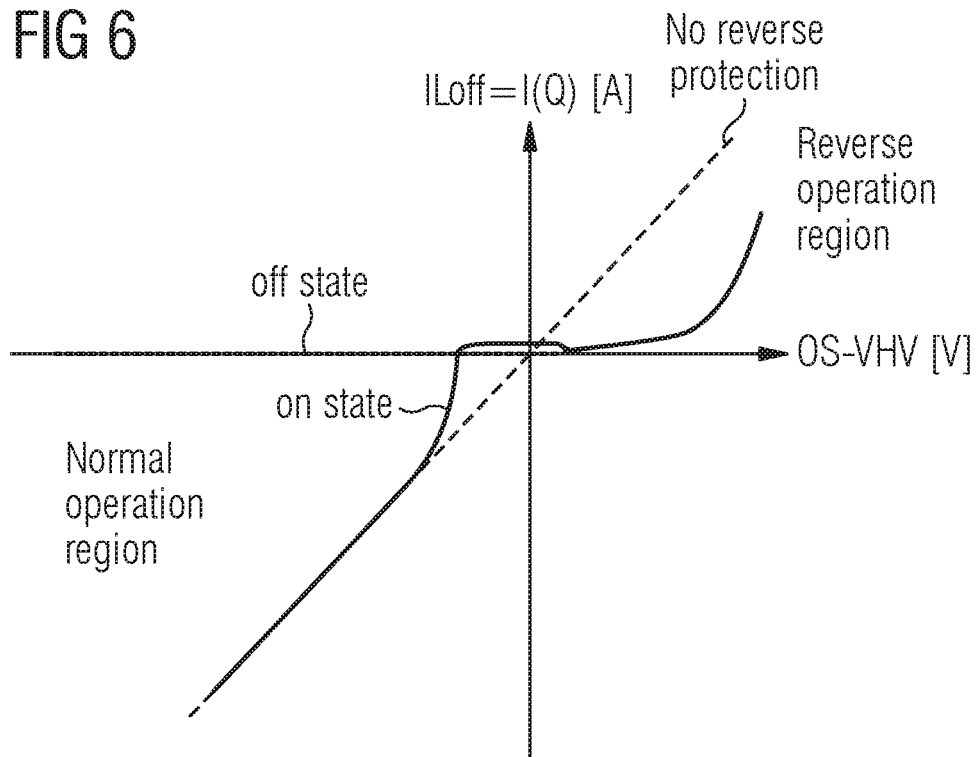 FIG 6
No reverse
protection
ILoff=I(Q) [A]
Reverse
operation
region
off state
OS-VHV [V]
on state
Normal
operation
region